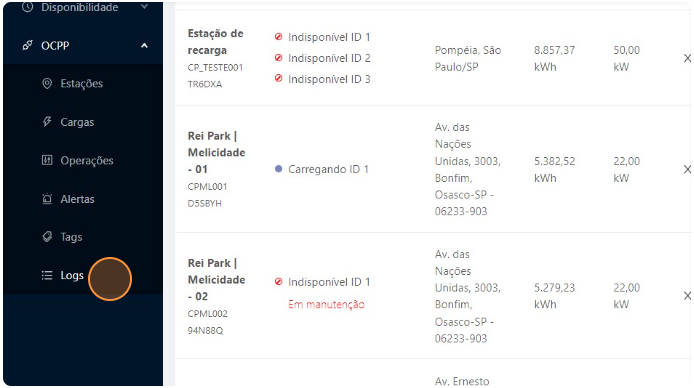 Disponibilidade
OCPP
Estações
Cargas
Operações
Alertas
Tags
Logs
Estação de
recarga
CP_TESTE001
TR6DXA
Indisponível ID 1
Indisponível ID 2
Indisponível ID 3
Pompéia, São
Paulo/SP
8.857,37
kWh
50,00
kW
Rei Park |
Melicidade
- 01
CPML001
D5SBYH
Carregando ID 1
Av. das
Nações
Unidas, 3003,
Bonfim,
Osasco-SP -
06233-903
5.382,52
kWh
22,00
kW
Rei Park |
Melicidade
- 02
CPML002
94N88Q
Indisponível ID 1
Em manutenção
Av. das
Nações
Unidas, 3003,
Bonfim,
Osasco-SP -
06233-903
5.279,23
kWh
22,00
kW
Av. Ernesto